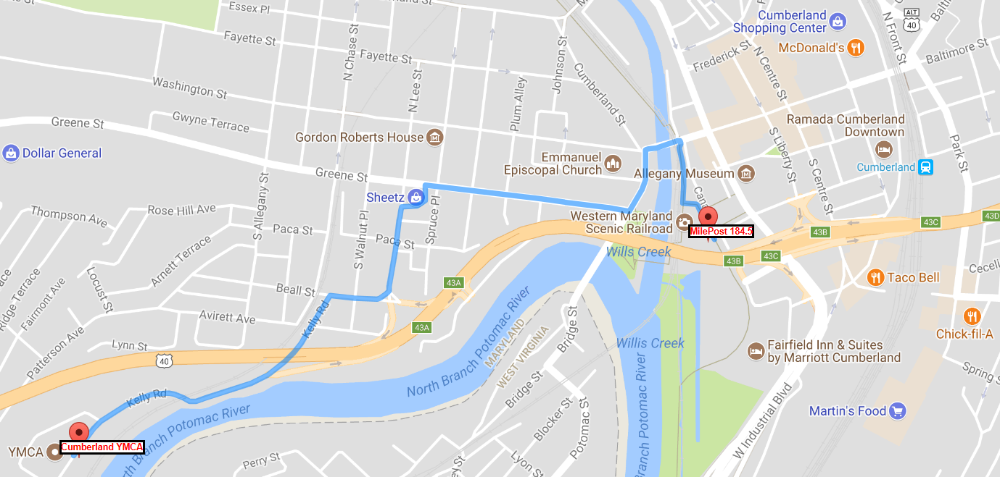 Essex Pl
Fayette St
Fayette St
N Chase St
N Lee St
Johnson St
Plum Alley
Cumberland St
Washington St
Gwyne Terrace
Greene St
Gordon Roberts House
Dollar General
Cumberland
Shopping Center
ALT
40
McDonald's
Frederick St
N Centre St
N Front St
Baltimore St
Ramada Cumberland
Downtown
S Liberty St
S Centre St
Park St
Cumberland
Emmanuel
Episcopal Church
Allegany Museum
Greene St
Sheetz
Spruce Pl
S Allegany St
Thompson Ave
Rose Hill Ave
Paca St
Paca St
S Walnut Pl
Arnett Terrace
Western Maryland
Scenic Railroad
MilePost 184.5
43B
43C
43D
43B
43C
Wills Creek
43A
43A
Taco Bell
Locust St
Ridge Terrace
Fairmont Ave
Beall St
Kelly Rd
Avirett Ave
Lynn St
Patterson Ave
40
Bridge St
MARYLAND
WEST VIRGINIA
North Branch Potomac River
Willis Creek
Chick-fil-A
Fairfield Inn & Suites
by Marriott Cumberland
Bridge St
Blocker St
Potomac St
Branch Potomac River
W Industrial Blvd
Spring S
Martin's Food
Kelly Rd
rth Branch Potomac River
YMCA
Cumberland YMCA
Perry St
Lyon St